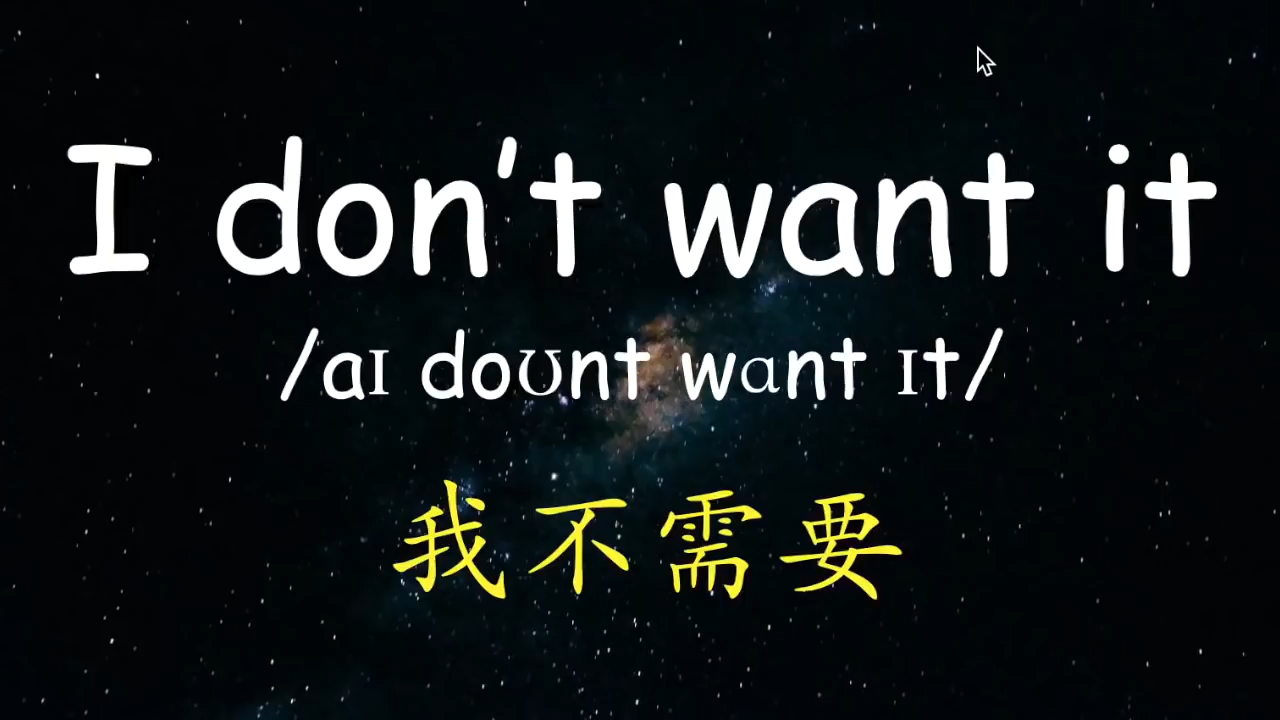 I don't want it
/aɪ doʊnt wɑnt ɪt/
我不需要